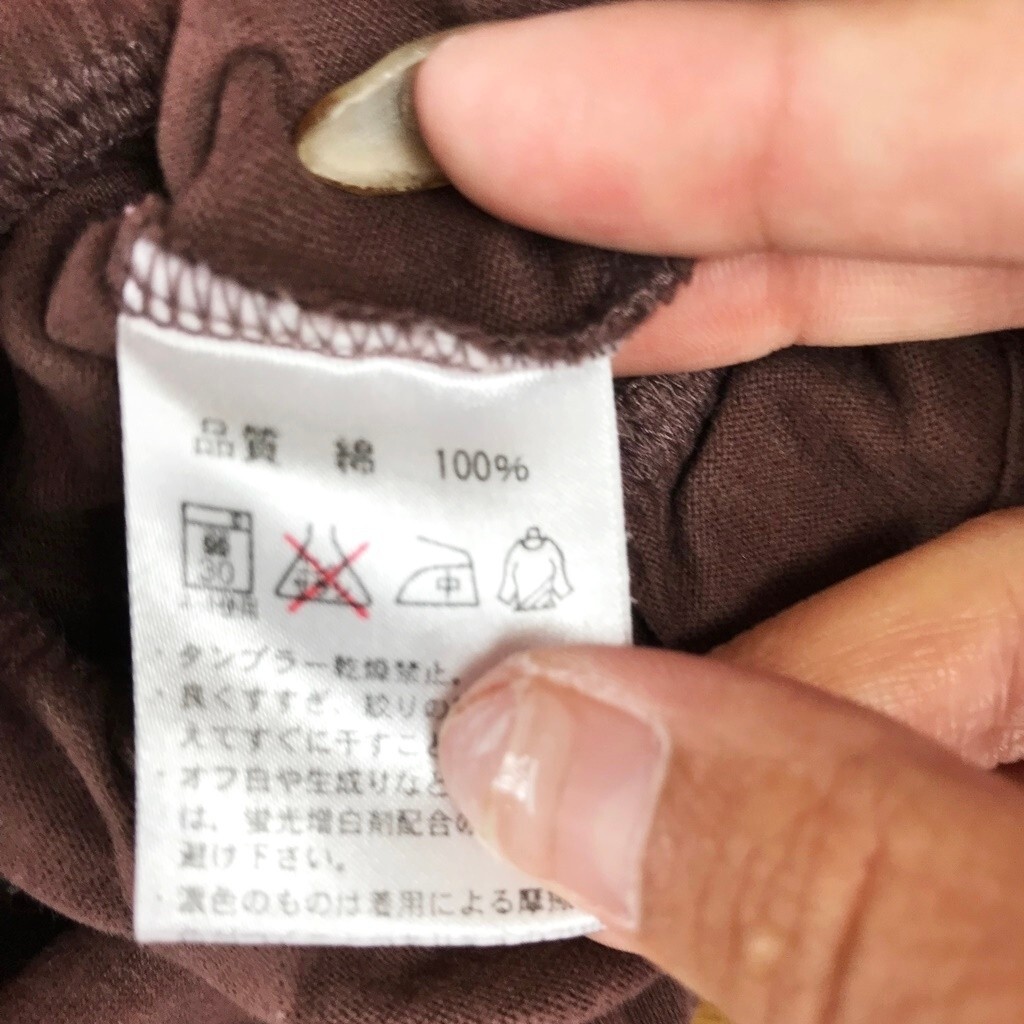 品質 綿 100%
弱
30
中
・タンブラー乾燥禁止。
・良くすすぎ、絞りの
えてすぐに干すこと
・オフ白や生成りなど
は、蛍光増白剤配合の
避け下さい。
・濃色のものは着用による摩擦